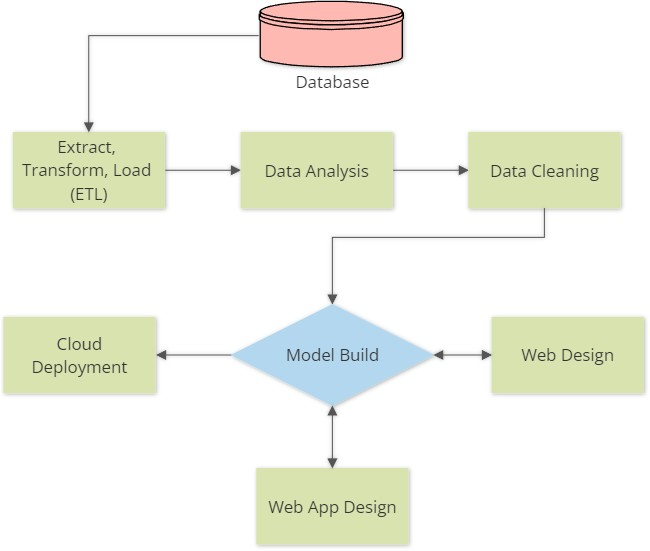 Database
Extract,
Transform, Load
(ETL)
Data Analysis
Data Cleaning
Cloud
Deployment
Model Build
Web Design
Web App Design